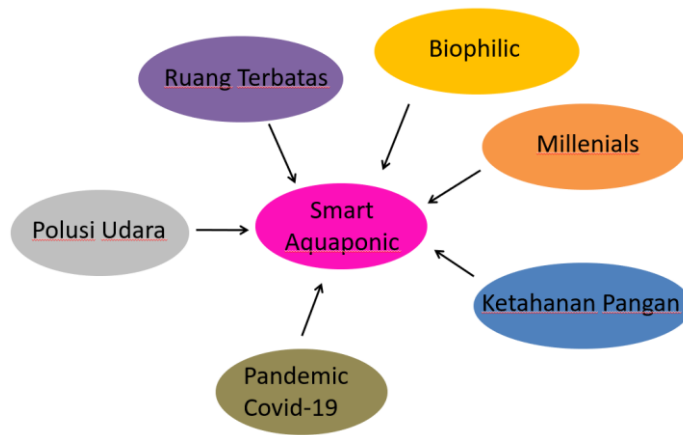 Biophilic
Ruang Terbatas
Millenials
Smart
Aquaponic
Polusi Udara
Ketahanan Pangan
Pandemic
Covid-19